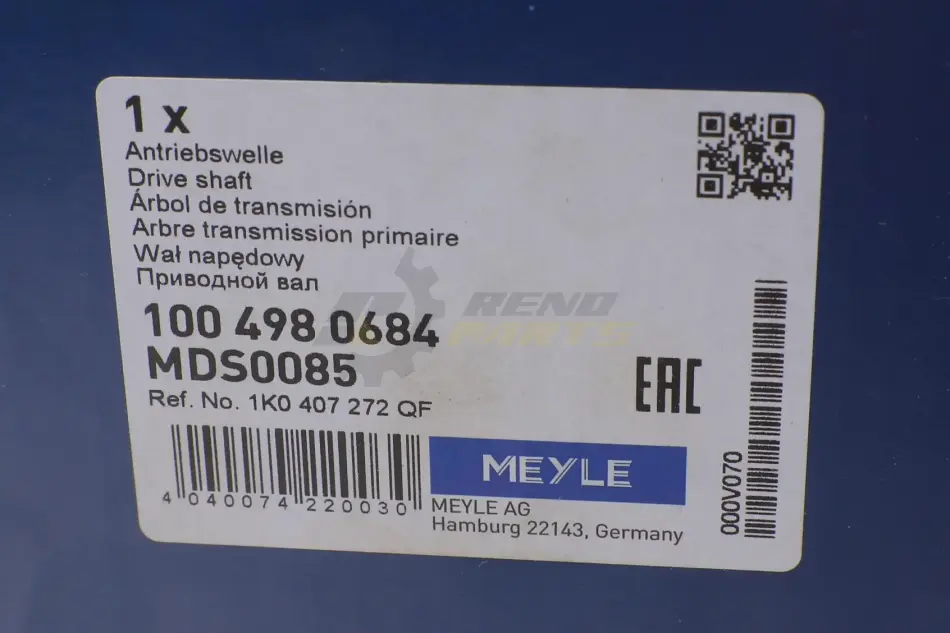 1 x
Antriebswelle
Drive shaft
Árbol de transmisión
Arbre transmission primaire
Wał napędowy
Приводной вал
RENO
PARTS
100 498 0684
MDS0085
Ref. No. 1K0 407 272 QF
EAC
4 040074 220030
MEYLE
MEYLE AG
Hamburg 22143, Germany
000V070